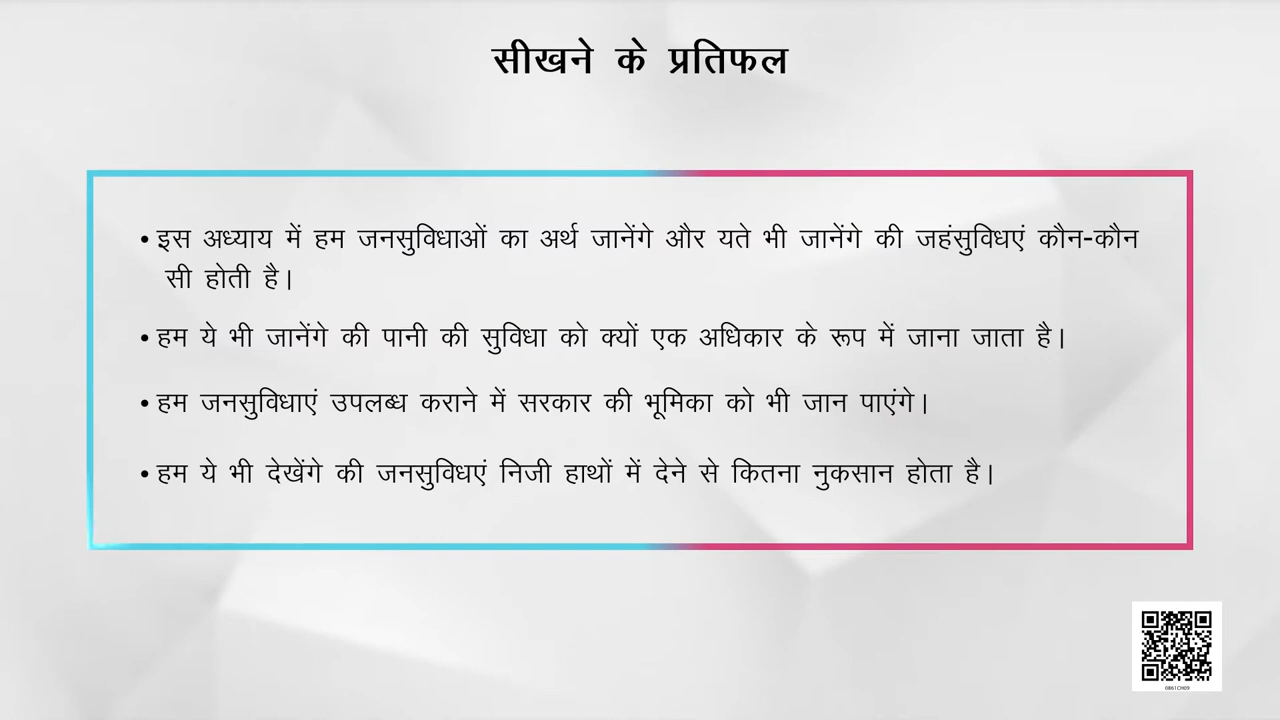 सीखने के प्रतिफल
• इस अध्याय में हम जनसुविधाओं का अर्थ जानेंगे और यते भी जानेंगे की जहंसुविधएं कौन-कौन
सी होती है।
• हम ये भी जानेंगे की पानी की सुविधा को क्यों एक अधिकार के रूप में जाना जाता है।
• हम जनसुविधाएं उपलब्ध कराने में सरकार की भूमिका को भी जान पाएंगे।
• हम ये भी देखेंगे की जनसुविधएं निजी हाथों में देने से कितना नुकसान होता है।
0861CH09